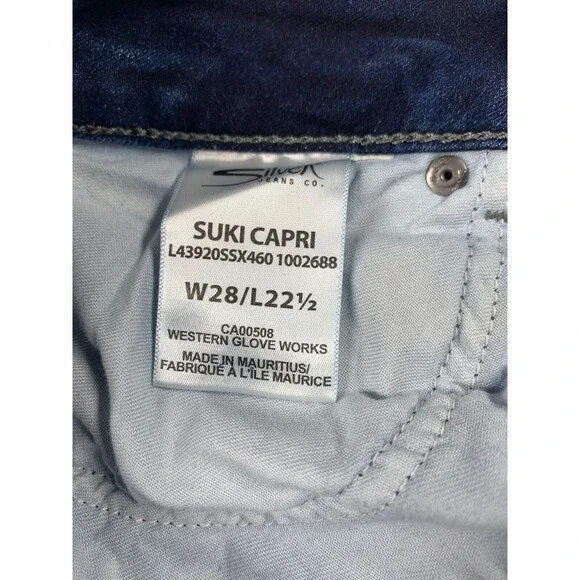 Silver
JEANS CO.
SUKI CAPRI
L43920SSX460 1002688
W28/L22½
CA00508
WESTERN GLOVE WORKS
MADE IN MAURITIUS/
FABRIQUÉ À L'ÎLE MAURICE